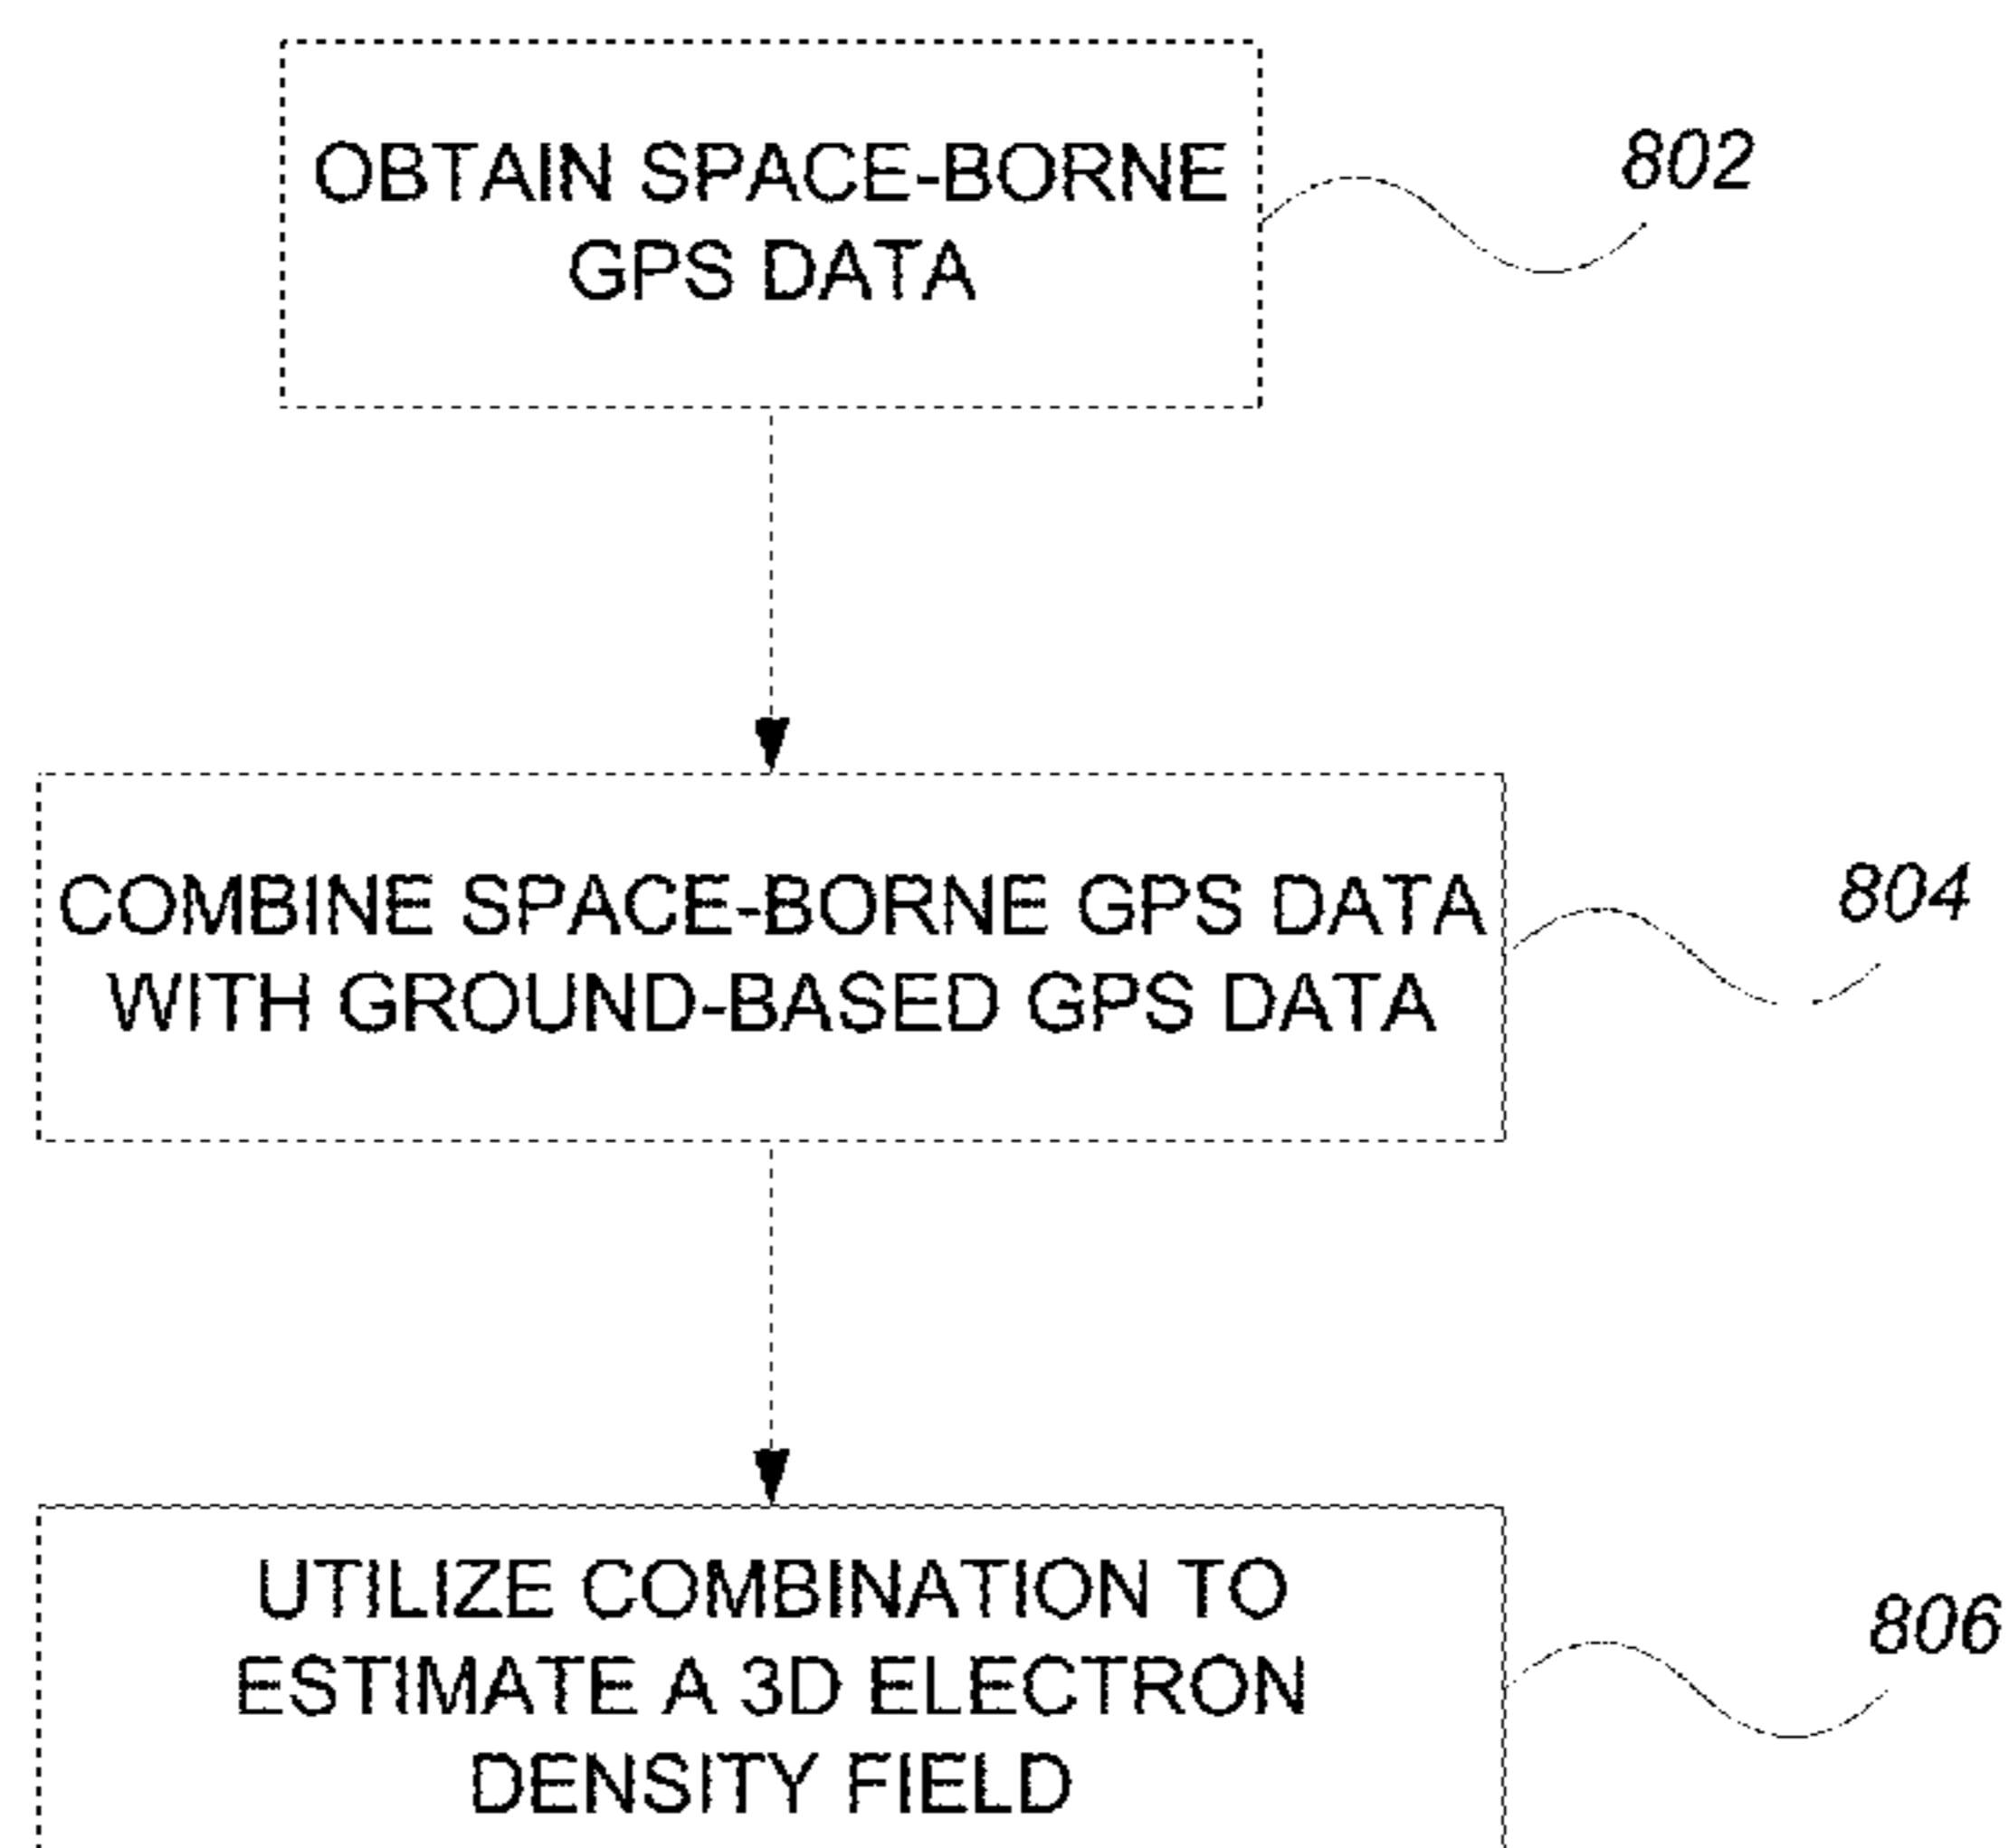 OBTAIN SPACE-BORNE
GPS DATA
802
COMBINE SPACE-BORNE GPS DATA
WITH GROUND-BASED GPS DATA
804
UTILIZE COMBINATION TO
ESTIMATE A 3D ELECTRON
DENSITY FIELD
806